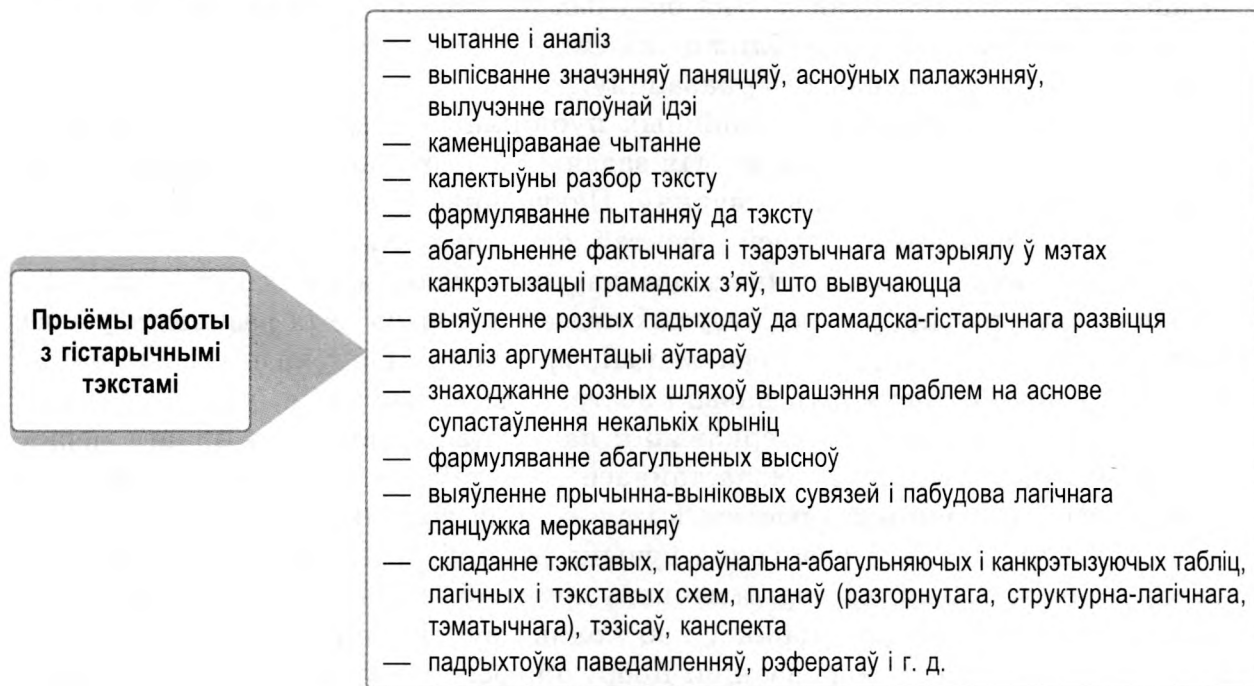 Прыёмы работы
з гістарычнымі
тэкстамі
— чытанне і аналіз
— выпісванне значэнняў паняццяў, асноўных палажэнняў,
вылучэнне галоўнай ідэі
— каменціраванае чытанне
— калектыўны разбор тэксту
— фармуляванне пытанняў да тэксту
— абагульненне фактычнага і тэарэтычнага матэрыялу ў мэтах
канкрэтызацыі грамадскіх з'яў, што вывучаюцца
— выяўленне розных падыходаў да грамадска-гістарычнага развіцця
— аналіз аргументацыі аўтараў
— знаходжанне розных шляхоў вырашэння праблем на аснове
супастаўлення некалькіх крыніц
— фармуляванне абагульненых высноў
— выяўленне прычынна-выніковых сувязей і пабудова лагічнага
ланцужка меркаванняў
— складанне тэкставых, параўнальна-абагульняючых і канкрэтызуючых табліц,
лагічных і тэкставых схем, планаў (разгорнутага, структурна-лагічнага,
тэматычнага), тэзісаў, канспекта
— падрыхтоўка паведамленняў, рэфератаў і г. д.